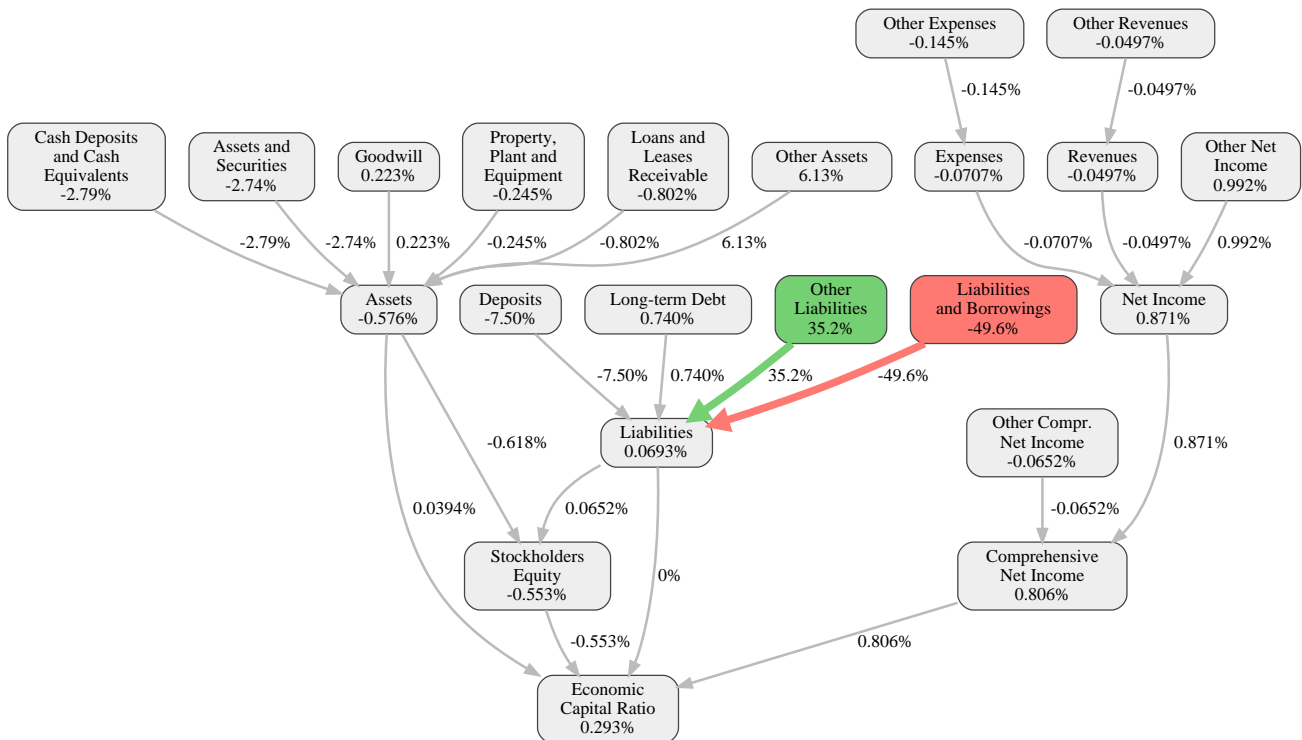 Other Expenses
-0.145%
Other Revenues
-0.0497%
-0.145%
-0.0497%
Cash Deposits
and Cash
Equivalents
-2.79%
Assets and
Securities
-2.74%
Goodwill
0.223%
Property,
Plant and
Equipment
-0.245%
Loans and
Leases
Receivable
-0.802%
Other Assets
6.13%
Expenses
-0.0707%
Revenues
-0.0497%
Other Net
Income
0.992%
-2.79%
-2.74%
0.223%
-0.245%
-0.802%
6.13%
-0.0707%
-0.0497%
0.992%
Assets
-0.576%
Deposits
-7.50%
Long-term Debt
0.740%
Other
Liabilities
35.2%
Liabilities
and Borrowings
-49.6%
Net Income
0.871%
-7.50%
0.740%
35.2%
-49.6%
Liabilities
0.0693%
Other Compr.
Net Income
-0.0652%
-0.618%
0.871%
0.0394%
0.0652%
-0.0652%
Stockholders
Equity
-0.553%
0%
Comprehensive
Net Income
0.806%
-0.553%
0.806%
Economic
Capital Ratio
0.293%